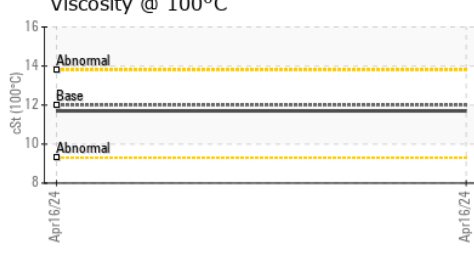 Viscosity @ 100°C
16
14
12
10
8
cSt (100°C)
Abnormal
Base
Abnormal
Apr16/24
Apr16/24